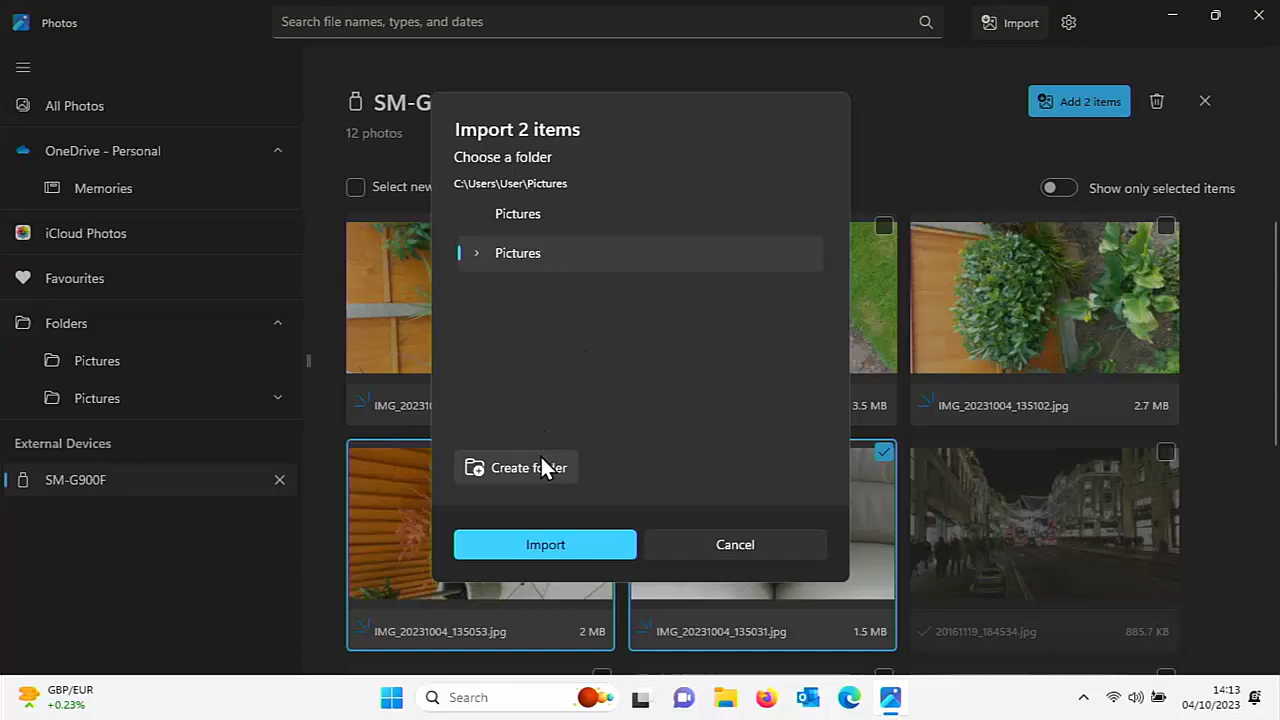 Photos
Search file names, types, and dates
Import
All Photos
OneDrive - Personal
Memories
iCloud Photos
Favourites
Folders
Pictures
Pictures
External Devices
SM-G900F
SM-G
12 photos
Add 2 items
Select new
Show only selected items
Import 2 items
Choose a folder
C:\Users\User\Pictures
Pictures
Pictures
Create folder
Import
Cancel
IMG_202310
3.5 MB
IMG_20231004_135102.jpg
2.7 MB
IMG_20231004_135053.jpg
2 MB
IMG_20231004_135031.jpg
1.5 MB
20161119_184534.jpg
885.7 KB
GBP/EUR
+0.23%
Search
14:13
04/10/2023